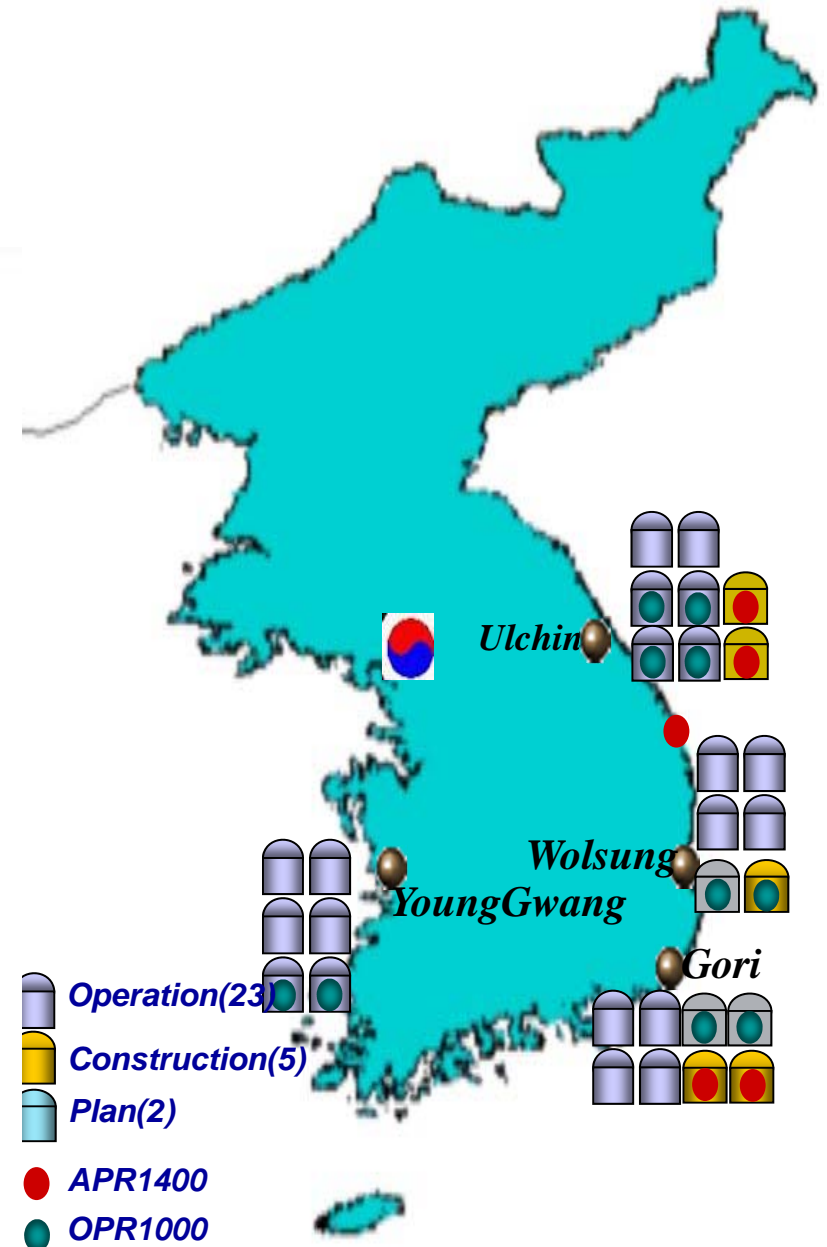 Ulchin
Wolsung
YoungGwang
Gori
Operation(23)
Construction(5)
Plan(2)
APR1400
OPR1000